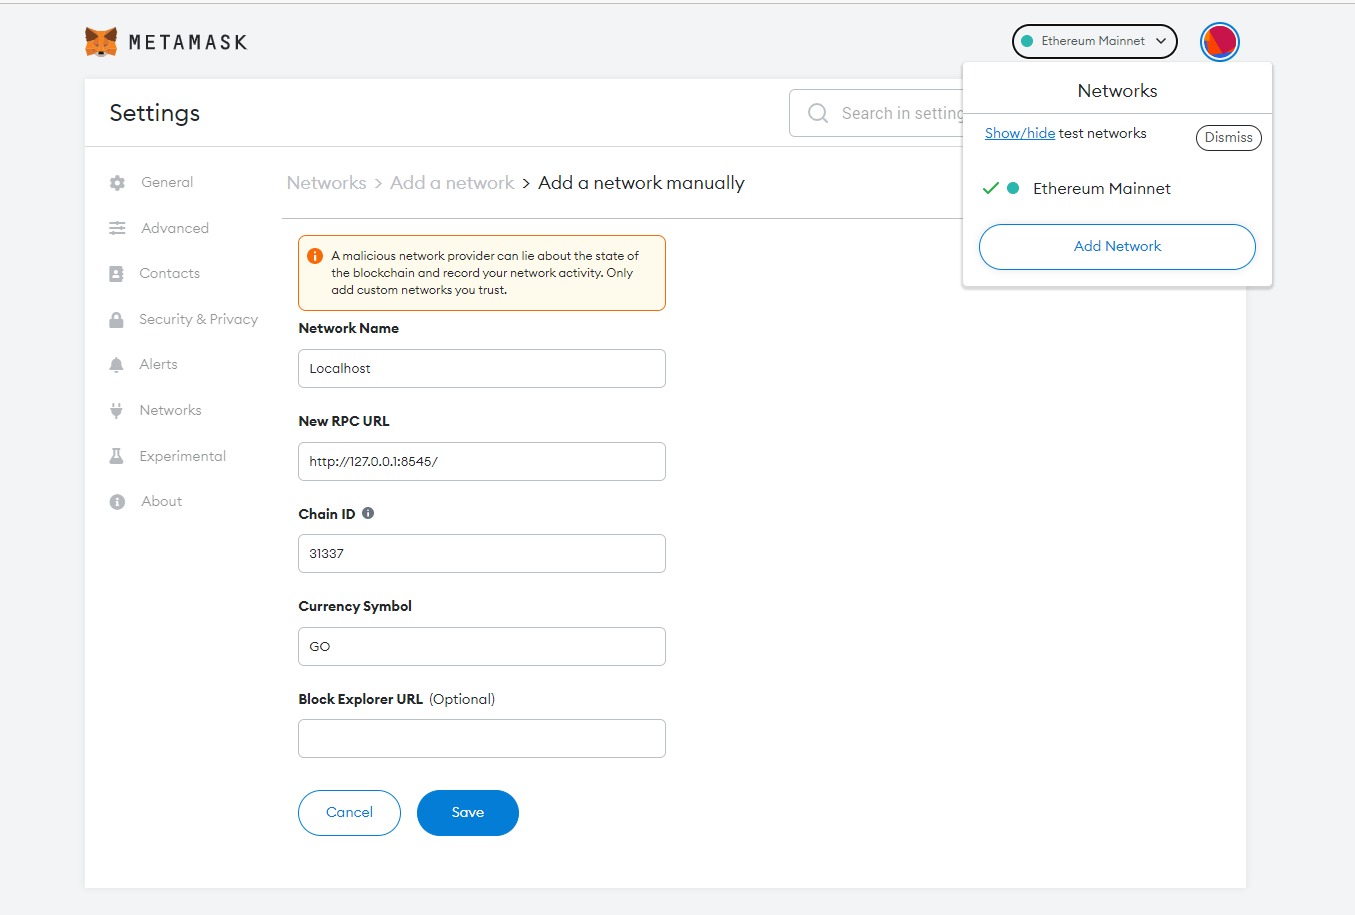 METAMASK
Ethereum Mainnet
Settings
Search in setting
Networks
Show/hide test networks
Dismiss
Ethereum Mainnet
Add Network
General
Advanced
Contacts
Security & Privacy
Alerts
Networks
Experimental
About
Networks > Add a network > Add a network manually
A malicious network provider can lie about the state of
the blockchain and record your network activity. Only
add custom networks you trust.
Network Name
Localhost
New RPC URL
http://127.0.0.1:8545/
Chain ID
31337
Currency Symbol
GO
Block Explorer URL (Optional)
Cancel
Save